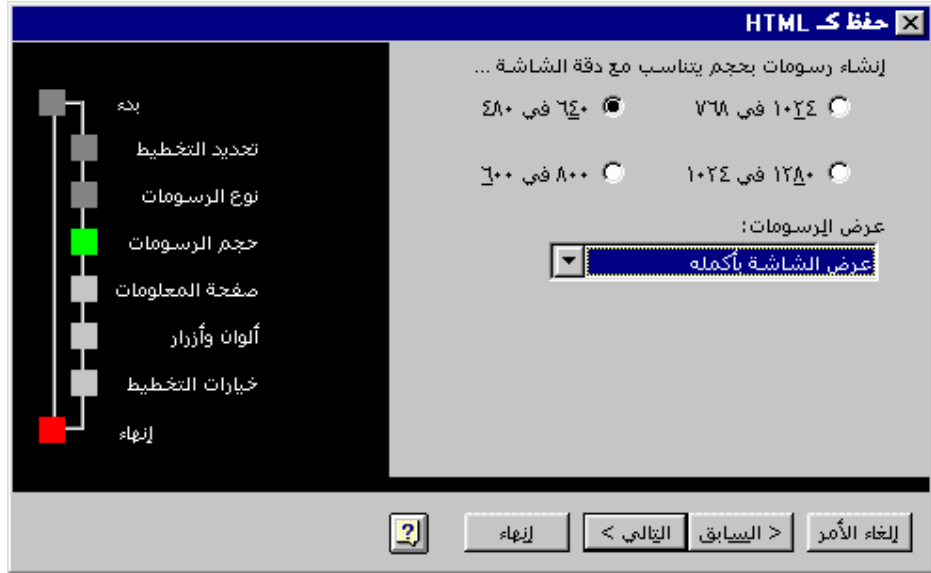 حفظ كـ HTML
إنشاء رسومات بحجم يتناسب مع دقة الشاشة ...
١٠٢٤ في ٧٦٨
٦٤٠ في ٤٨٠
١٢٨٠ في ١٠٢٤
٨٠٠ في ٦٠٠
عرض الرسومات:
عرض الشاشة بأكمله
بدء
تحديد التخطيط
نوع الرسومات
حجم الرسومات
صفحة المعلومات
ألوان وأزرار
خيارات التخطيط
إنهاء
إلغاء الأمر
< السابق
التالي >
إنهاء
?